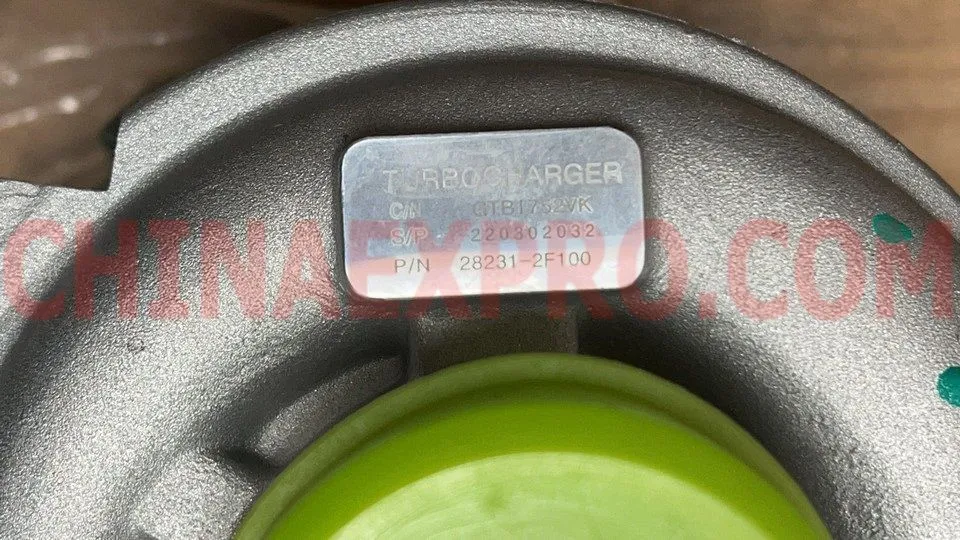 TURBOCHARGER
C/N GTB1752VK
S/P 220302032
P/N 28231-2F100
CHINAEXPRO.COM